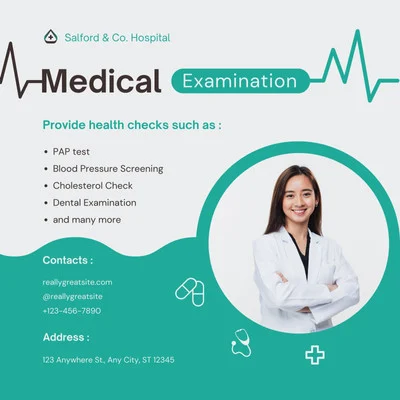 Salford & Co. Hospital
Medical Examination
Provide health checks such as :
• PAP test
• Blood Pressure Screening
• Cholesterol Check
• Dental Examination
• and many more
Contacts :
reallygreatsite.com
@reallygreatsite
+123-456-7890
Address :
123 Anywhere St., Any City, ST 12345